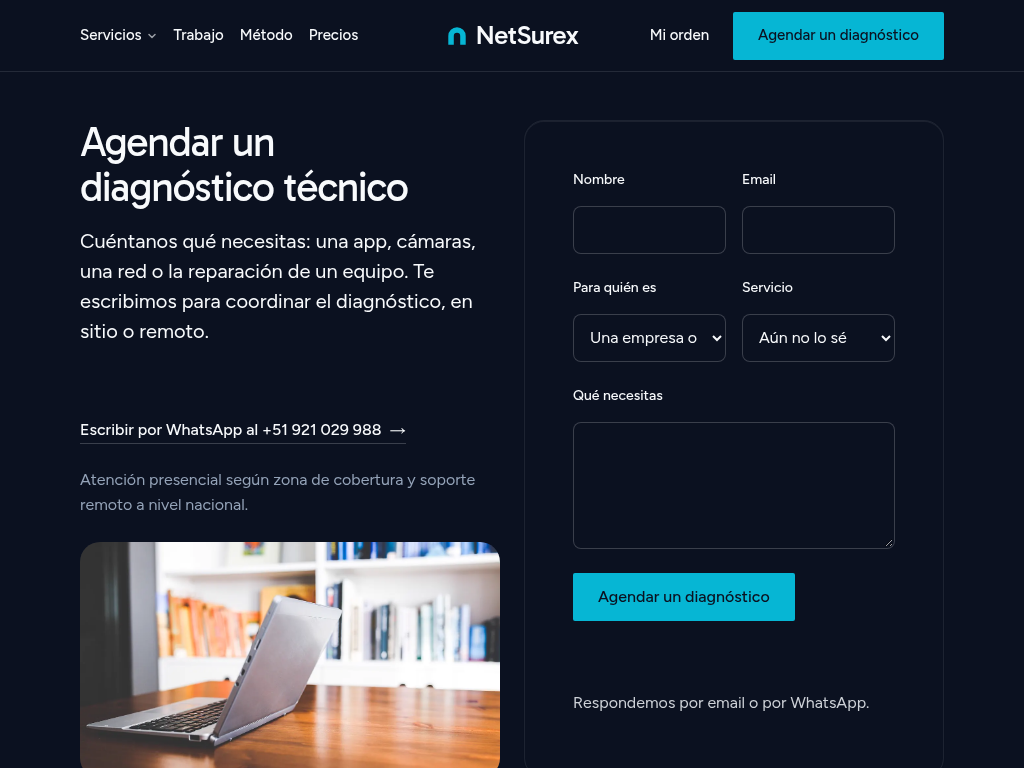 Servicios
Trabajo
Método
Precios
NetSurex
Mi orden
Agendar un diagnóstico
Agendar un
diagnóstico técnico
Cuéntanos qué necesitas: una app, cámaras,
una red o la reparación de un equipo. Te
escribimos para coordinar el diagnóstico, en
sitio o remoto.
Escribir por WhatsApp al +51 921 029 988 →
Atención presencial según zona de cobertura y soporte
remoto a nivel nacional.
Nombre
Email
Para quién es
Servicio
Una empresa o
Aún no lo sé
Qué necesitas
Agendar un diagnóstico
Respondemos por email o por WhatsApp.